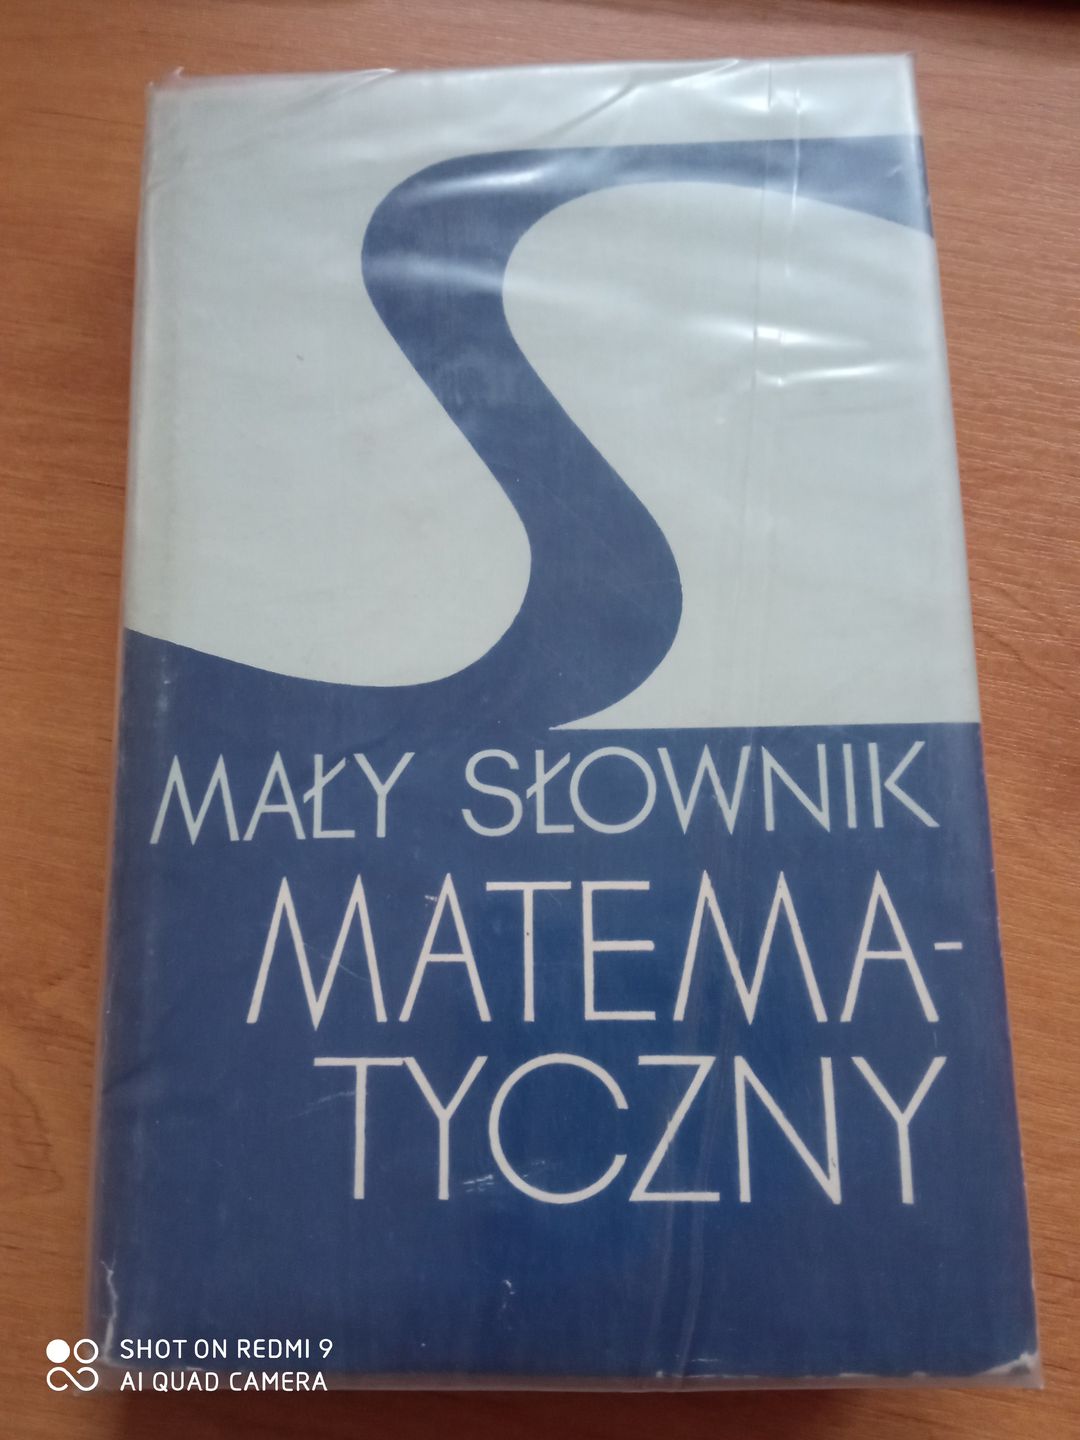 MAŁY SŁOWNIK
MATEMA-
TYCZNY
SHOT ON REDMI 9
AI QUAD CAMERA